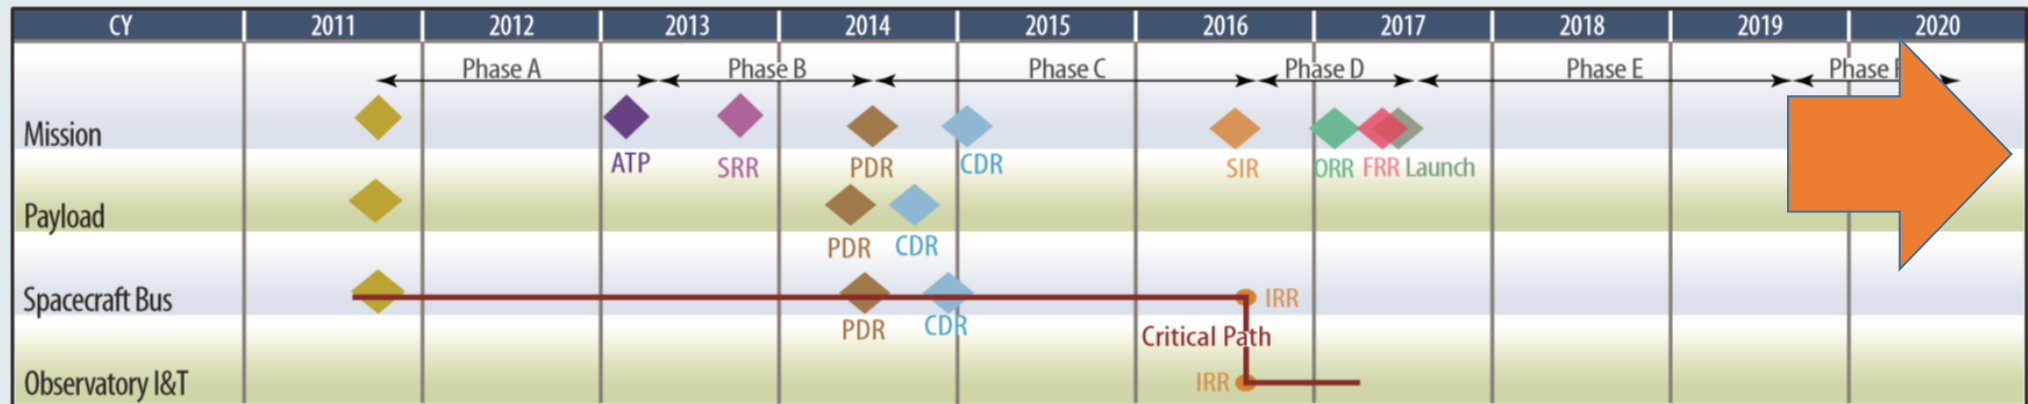 CY 2011 2012 2013 2014 2015 2016 2017 2018 2019 2020
Phase A Phase B Phase C Phase D Phase E Phase
Mission
ATP SRR PDR CDR SIR ORR FRR Launch
Payload
PDR CDR
Spacecraft Bus IRR
PDR CDR
Critical Path
Observatory I&T IRR